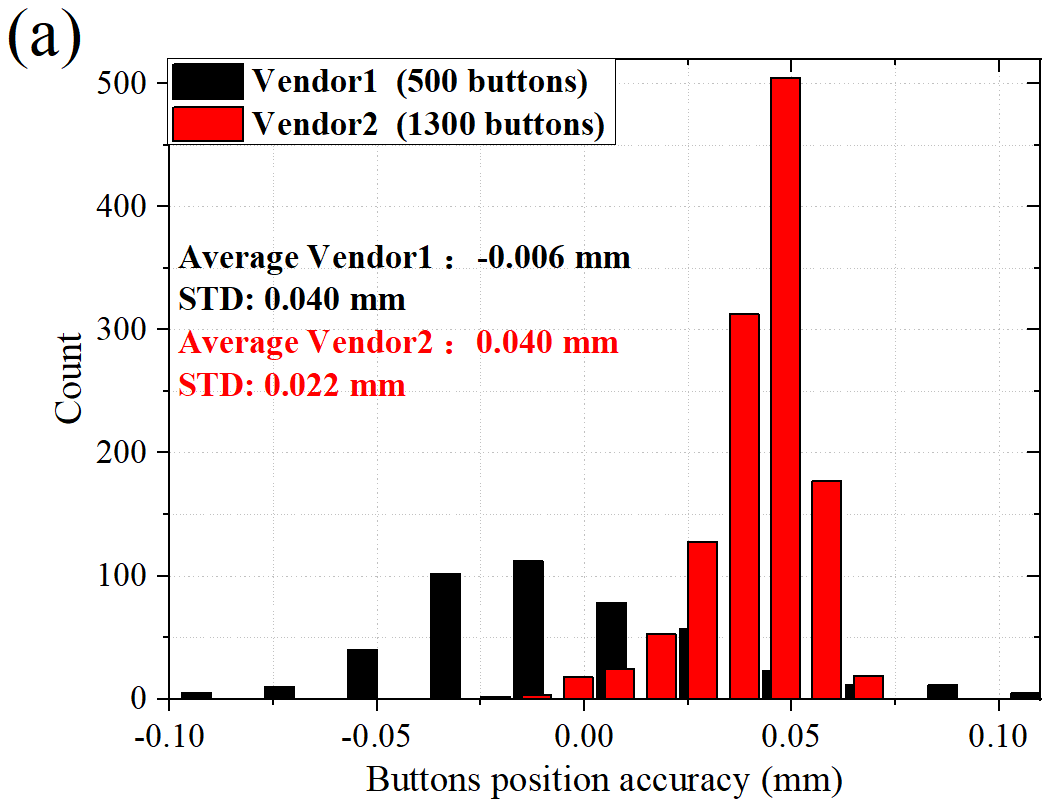 (a)
Vendor1 (500 buttons)
Vendor2 (1300 buttons)
Average Vendor1 ：-0.006 mm
STD: 0.040 mm
Average Vendor2 ：0.040 mm
STD: 0.022 mm
Count
500
400
300
200
100
0
-0.10 -0.05 0.00 0.05 0.10
Buttons position accuracy (mm)